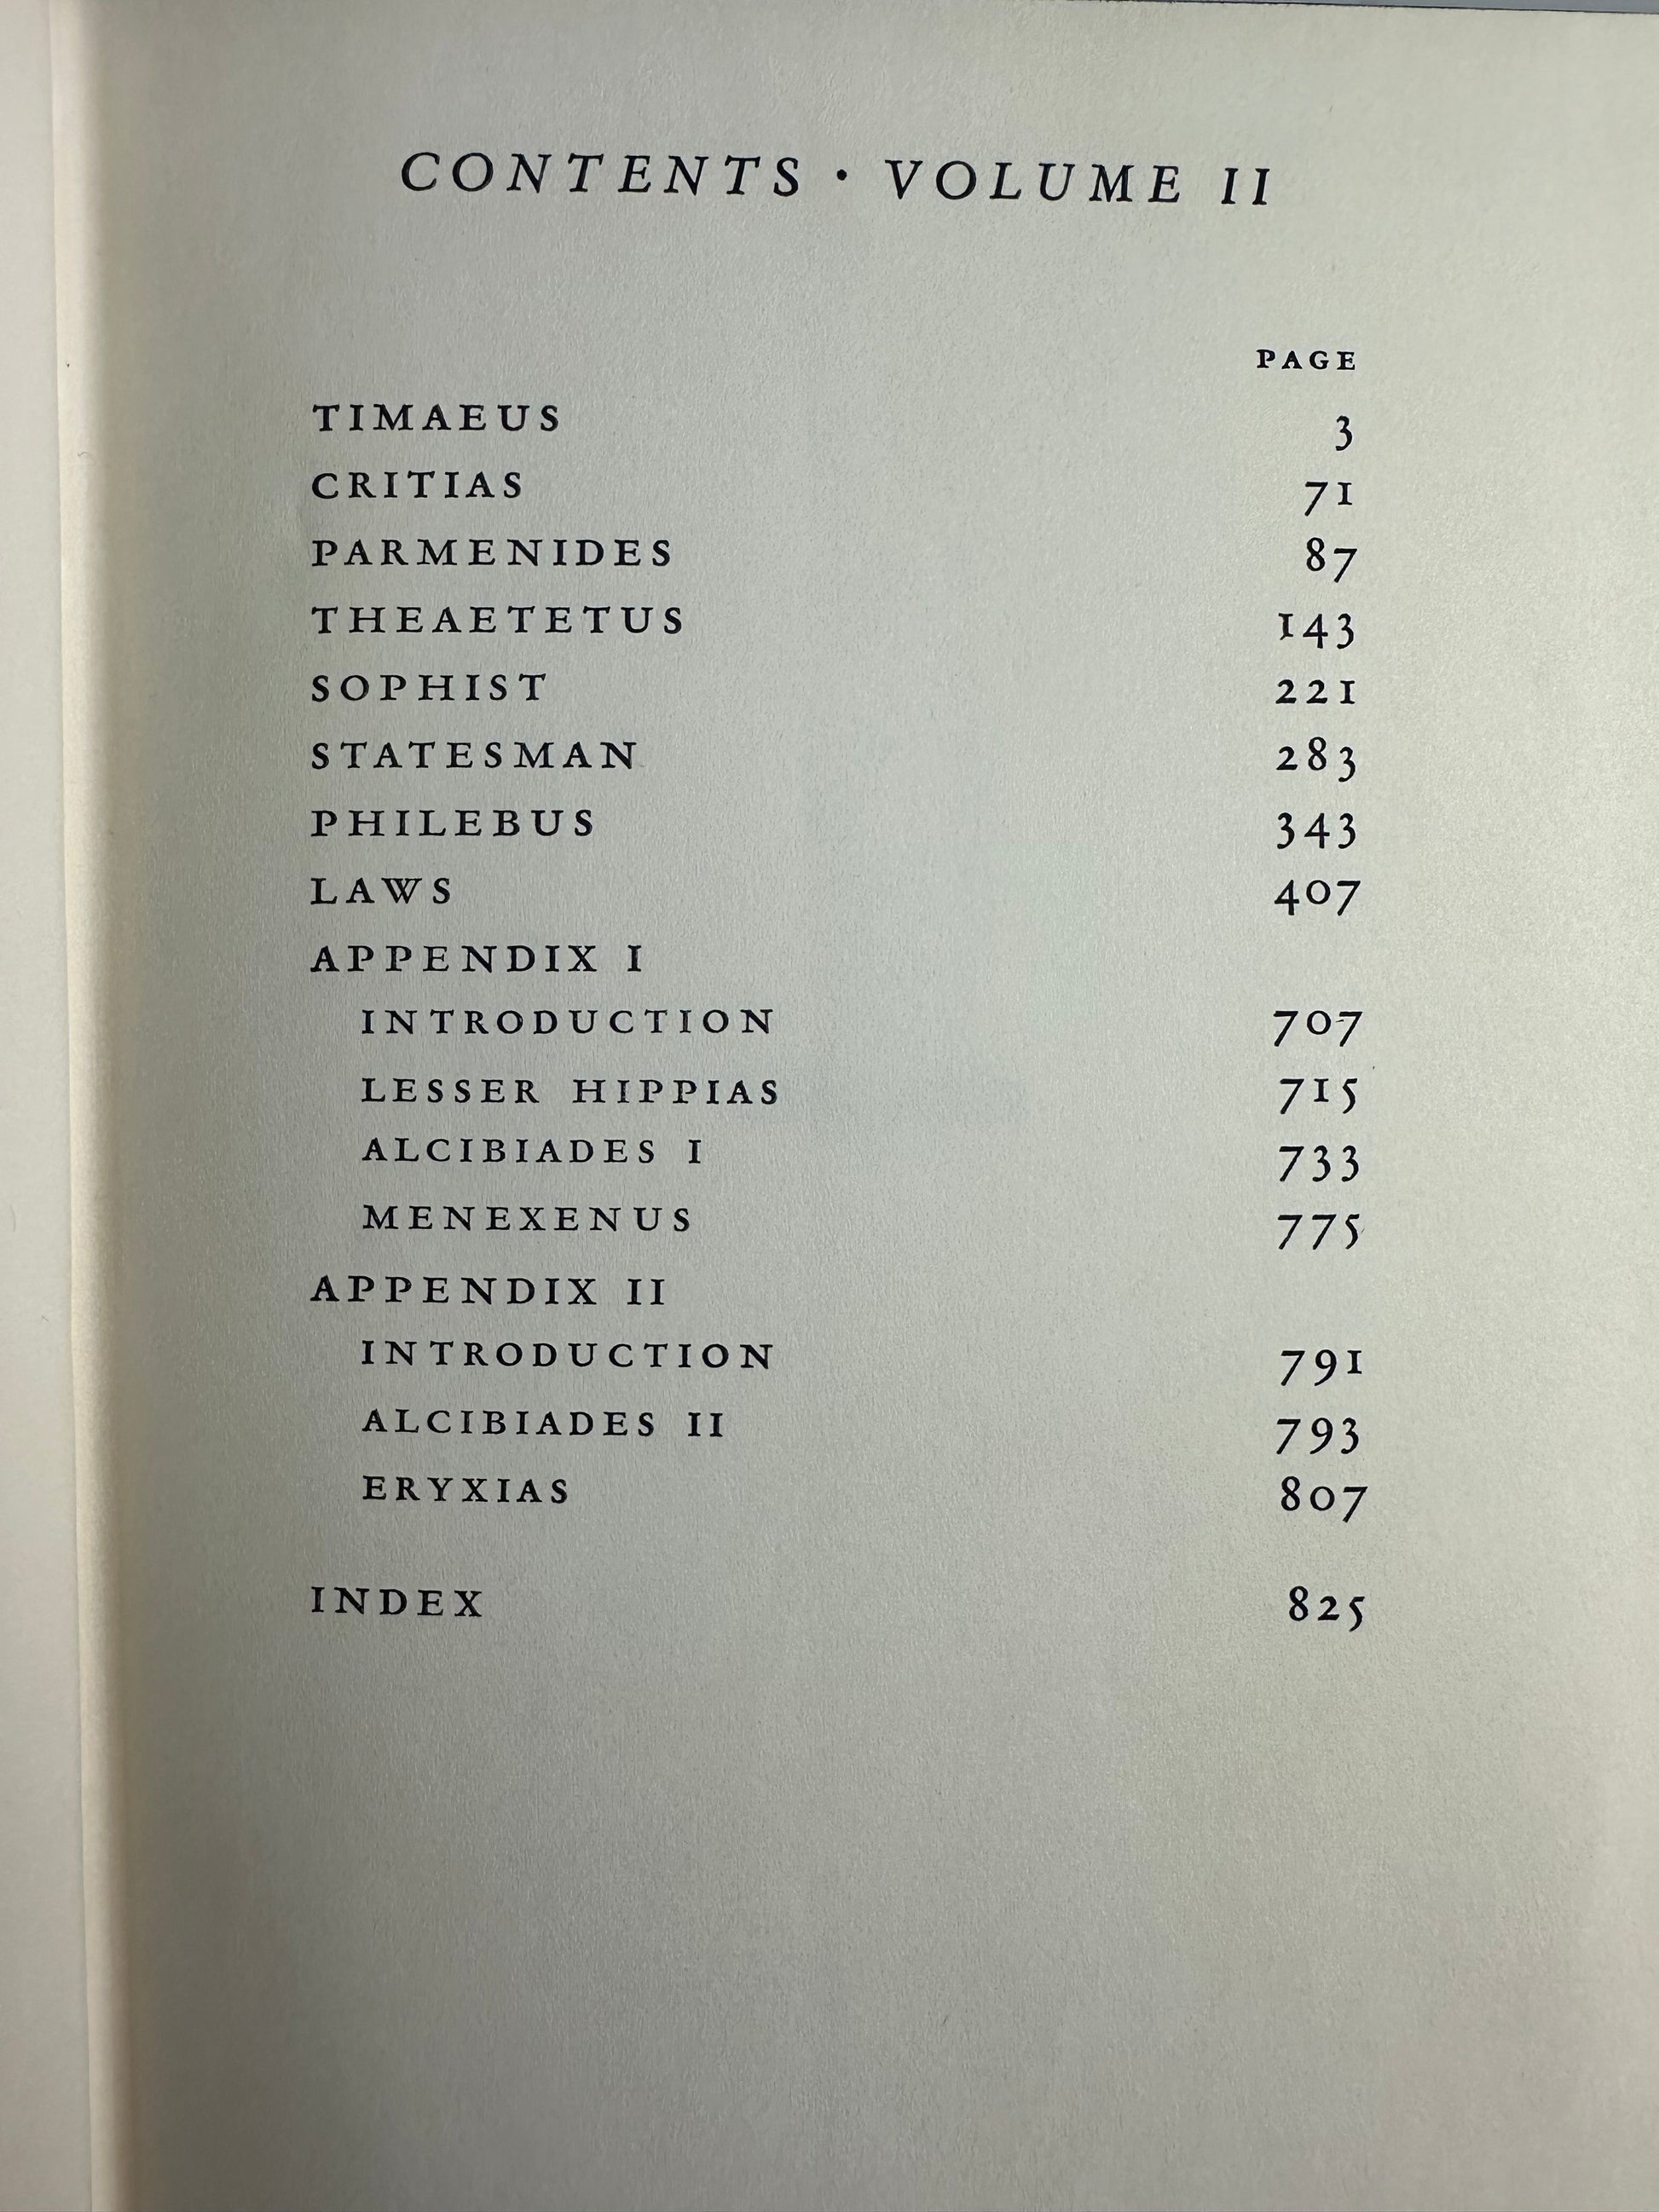 CONTENTS · VOLUME II
PAGE
TIMAEUS 3
CRITIAS 71
PARMENIDES 87
THEAETETUS 143
SOPHIST 221
STATESMAN 283
PHILEBUS 343
LAWS 407
APPENDIX I
INTRODUCTION 707
LESSER HIPPIAS 715
ALCIBIADES I 733
MENEXENUS 775
APPENDIX II
INTRODUCTION 791
ALCIBIADES II 793
ERYXIAS 807
INDEX 825